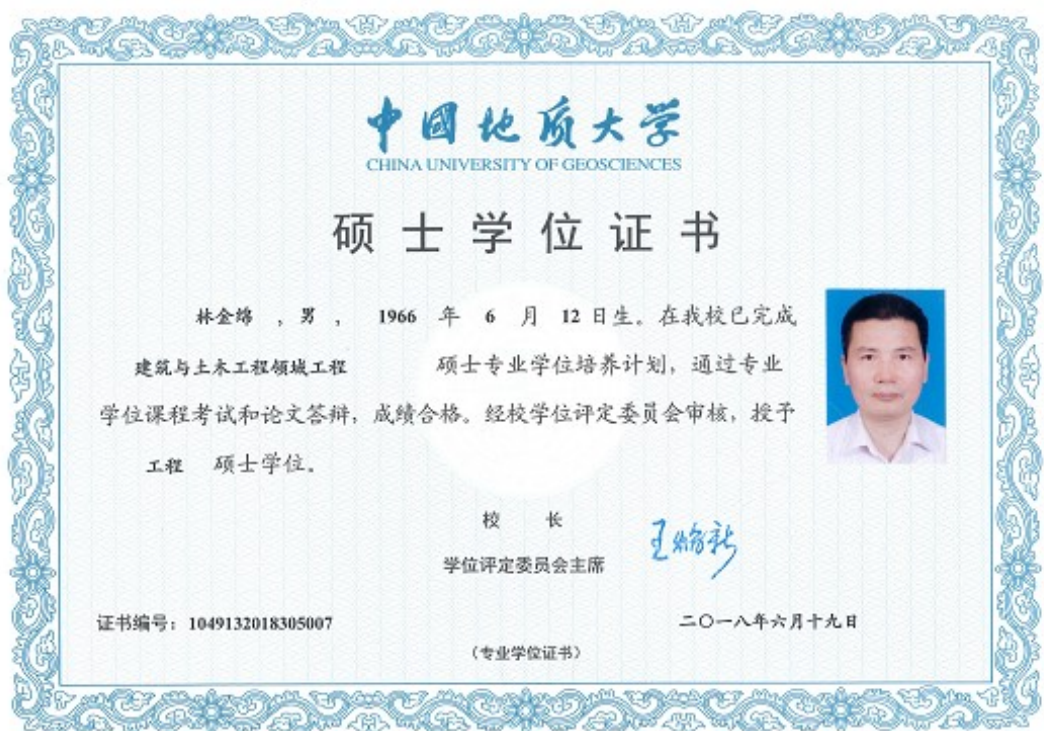 中國地质大学
CHINA UNIVERSITY OF GEOSCIENCES
硕士学位证书
林金绵 ，男， 1966 年 6 月 12 日生。在我校已完成
建筑与土木工程领域工程 硕士专业学位培养计划，通过专业
学位课程考试和论文答辩，成绩合格。经校学位评定委员会审核，授予
工程 硕士学位。
校 长
学位评定委员会主席
王焰新
证书编号：1049132018305007
二〇一八年六月十九日
（专业学位证书）